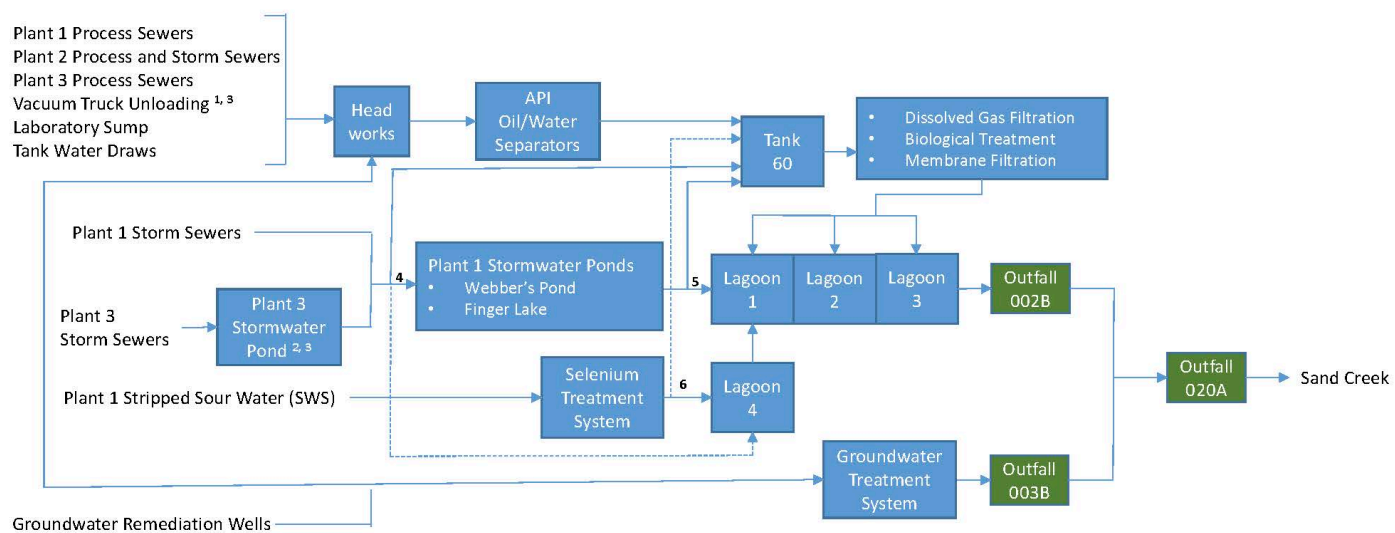 Plant 1 Process Sewers
Plant 2 Process and Storm Sewers
Plant 3 Process Sewers
Vacuum Truck Unloading 1, 3
Laboratory Sump
Tank Water Draws
Head
works
API
Oil/Water
Separators
Tank
60
• Dissolved Gas Filtration
• Biological Treatment
• Membrane Filtration
Plant 1 Storm Sewers
4
Plant 1 Stormwater Ponds
• Webber's Pond
• Finger Lake
5
Lagoon
1
Lagoon
2
Lagoon
3
Outfall
002B
Plant 3
Storm Sewers
Plant 3
Stormwater
Pond 2, 3
Plant 1 Stripped Sour Water (SWS)
Selenium
Treatment
System
6
Lagoon
4
Outfall
020A
Sand Creek
Groundwater
Treatment
System
Outfall
003B
Groundwater Remediation Wells